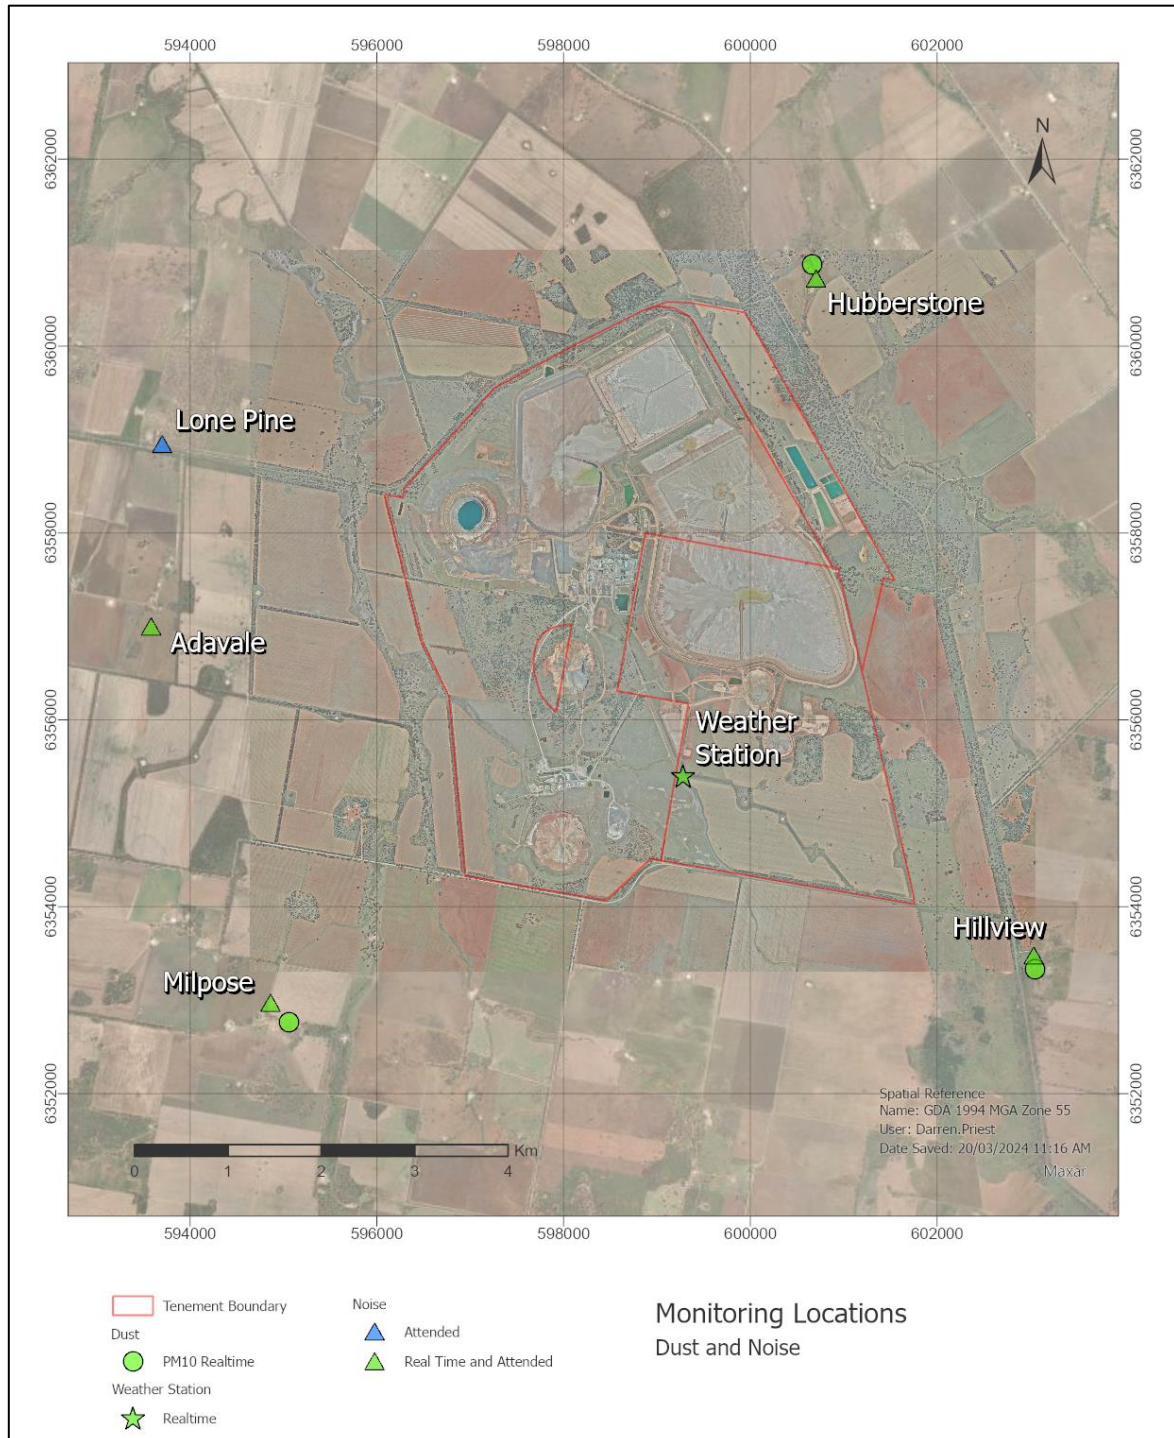 594000 596000 598000 600000 602000
N
6362000 6362000
Hubberstone
6360000 6360000
Lone Pine
6358000 6358000
Adavale
6356000 6356000
Weather
Station
6354000 6354000
Hillview
Milpose
6352000 6352000
Spatial Reference
Name: GDA 1994 MGA Zone 55
User: Darren.Priest
Date Saved: 20/03/2024 11:16 AM
Maxar
Km
0 1 2 3 4
594000 596000 598000 600000 602000
Tenement Boundary
Dust
PM10 Realtime
Weather Station
Realtime
Noise
Attended
Real Time and Attended
Monitoring Locations
Dust and Noise